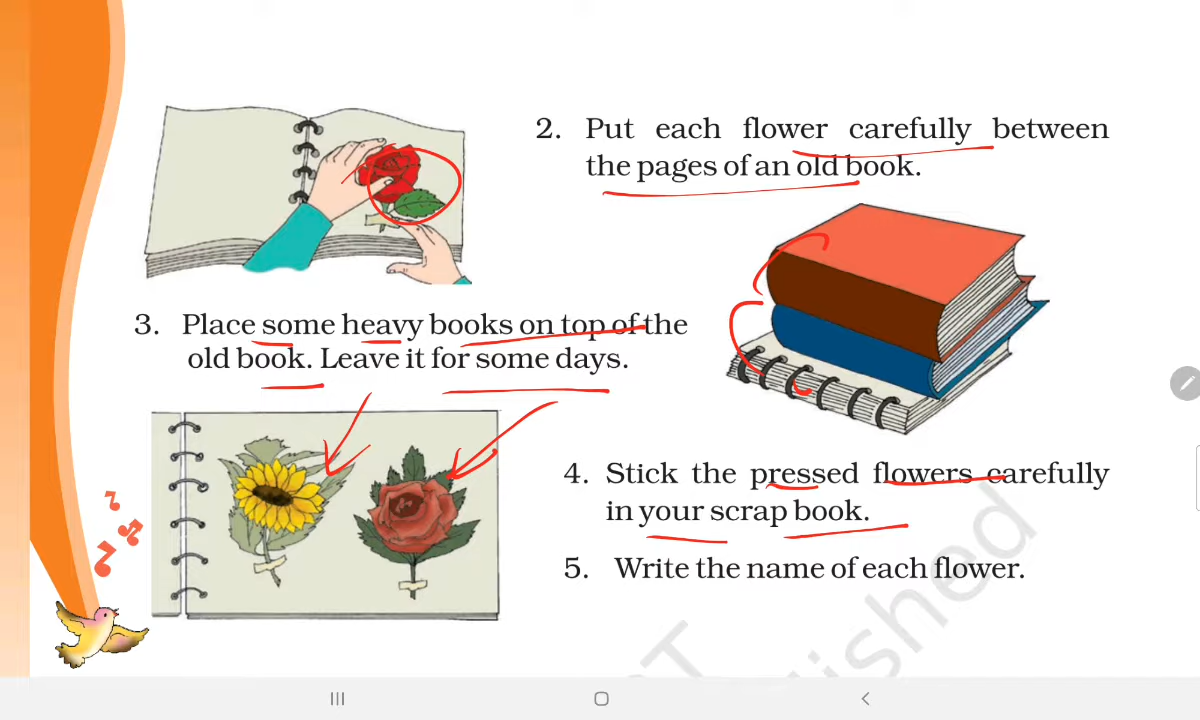 2. Put each flower carefully between
the pages of an old book.
3. Place some heavy books on top of the
old book. Leave it for some days.
4. Stick the pressed flowers carefully
in your scrap book.
5. Write the name of each flower.